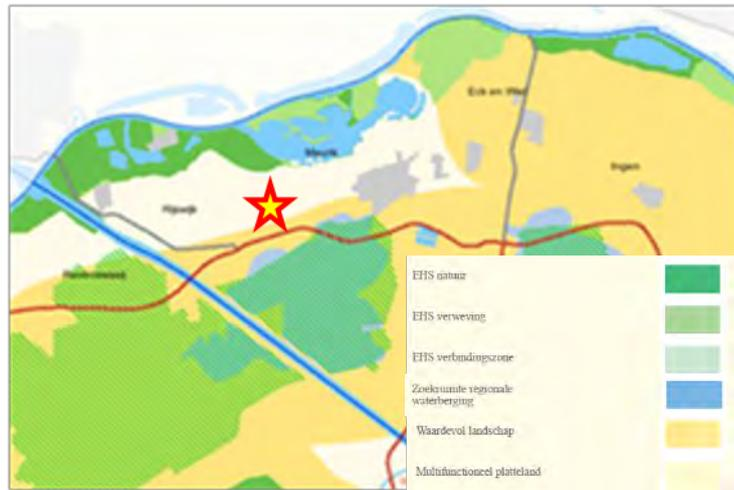 Eck en Wiel
Maurik
Ingen
Rijswijk
EHS natuur
EHS verweving
EHS verbindingszone
Zoekruimte regionale
waterberging
Waardevol landschap
Multifunctioneel platteland